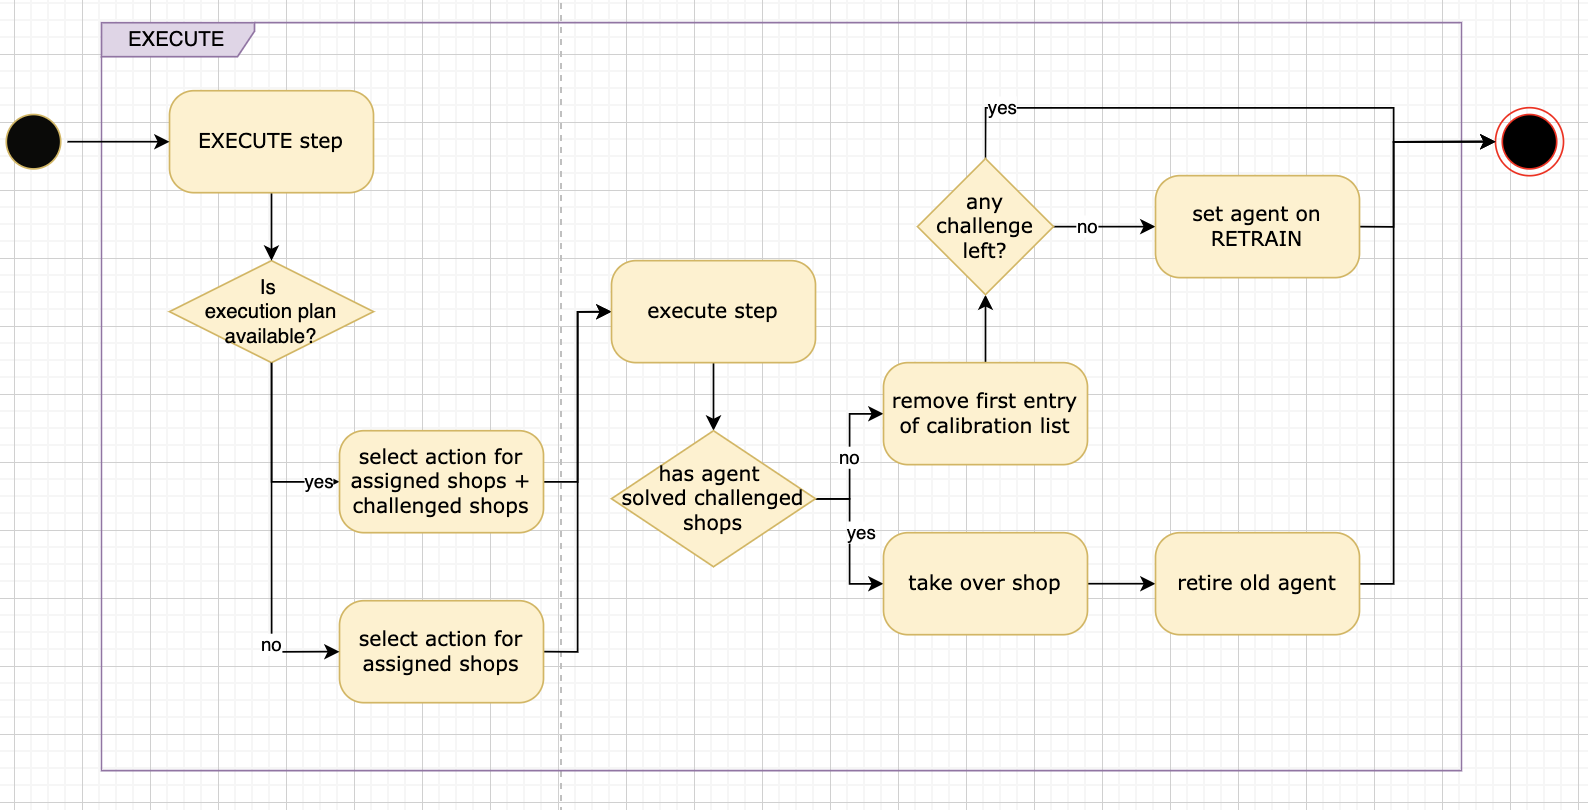 EXECUTE
EXECUTE step
Is
execution plan
available?
yes
select action for
assigned shops +
challenged shops
no
select action for
assigned shops
execute step
has agent
solved challenged
shops
no
remove first entry
of calibration list
any
challenge
left?
yes
no
set agent on
RETRAIN
yes
take over shop
retire old agent